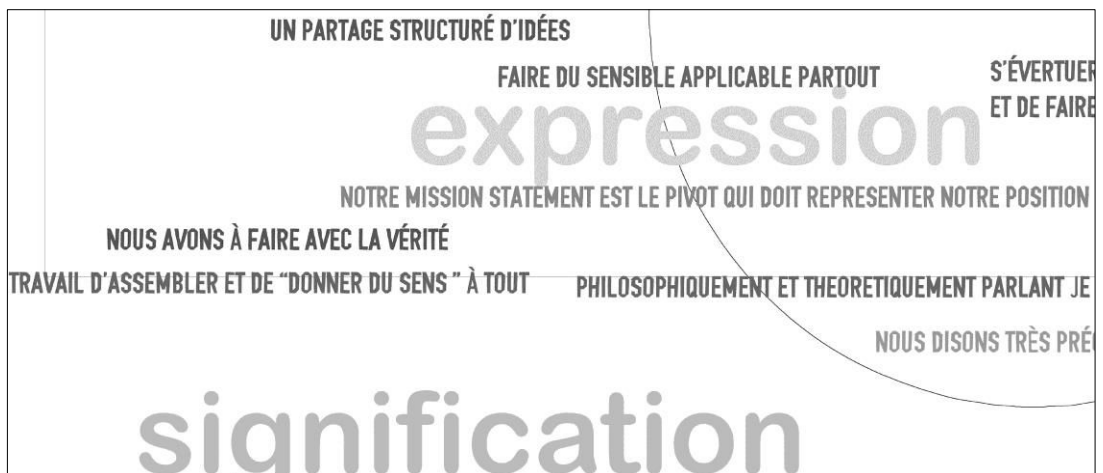 UN PARTAGE STRUCTURÉ D’IDÉES
FAIRE DU SENSIBLE APPLICABLE PARTOUT
S’ÉVERTUER
ET DE FAIRE
expression
NOTRE MISSION STATEMENT EST LE PIVOT QUI DOIT REPRESENTER NOTRE POSITION
NOUS AVONS À FAIRE AVEC LA VÉRITÉ
TRAVAIL D’ASSEMBLER ET DE “DONNER DU SENS ” À TOUT
PHILOSOPHIQUEMENT ET THEORETIQUEMENT PARLANT JE
NOUS DISONS TRÈS
signification